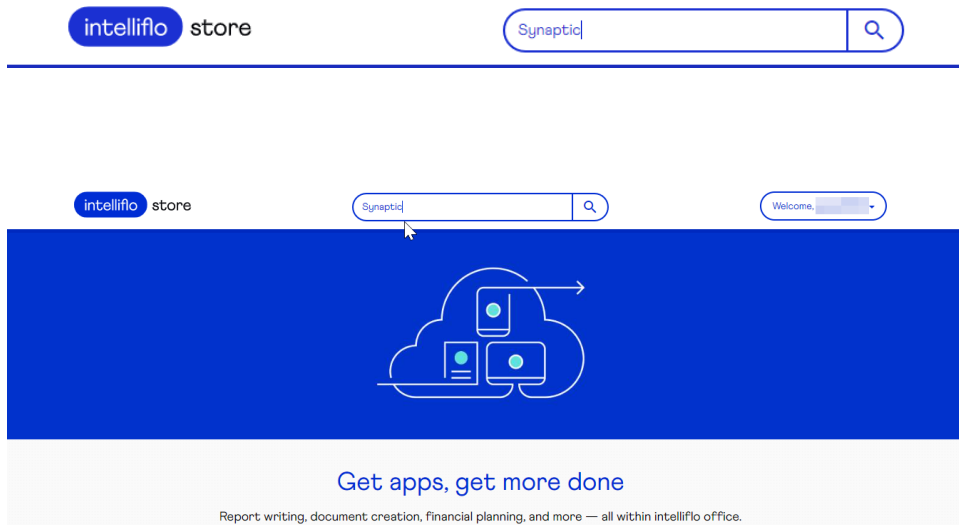 intelliflo store Synaptic
intelliflo store Synaptic Welcome,
Get apps, get more done
Report writing, document creation, financial planning, and more — all within intelliflo office.